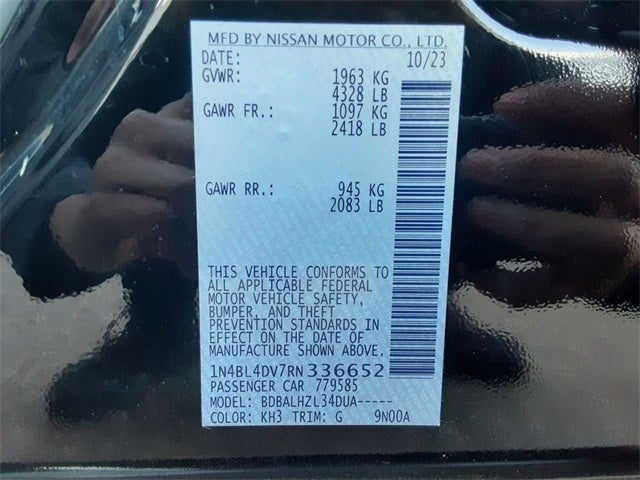 MFD BY NISSAN MOTOR CO., LTD.
DATE: 10/23
GVWR: 1963 KG
4328 LB
GAWR FR.: 1097 KG
2418 LB
GAWR RR.: 945 KG
2083 LB
THIS VEHICLE CONFORMS TO
ALL APPLICABLE FEDERAL
MOTOR VEHICLE SAFETY,
BUMPER, AND THEFT
PREVENTION STANDARDS IN
EFFECT ON THE DATE OF
MANUFACTURE SHOWN ABOVE.
1N4BL4DV7RN336652
PASSENGER CAR 779585
MODEL: BDBALHZL34DUA-----
COLOR: KH3 TRIM: G 9N00A